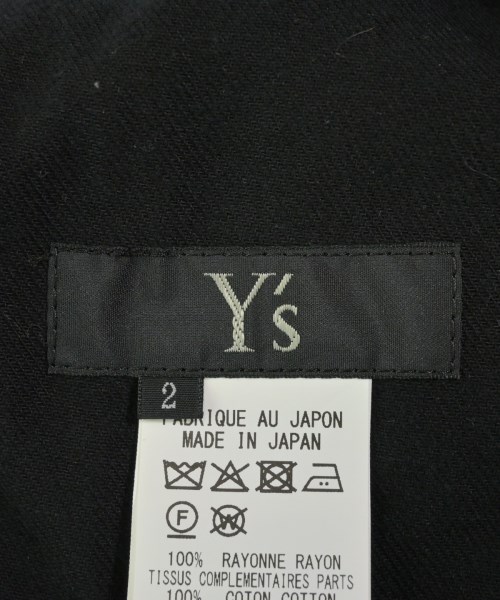 Y's
2
FABRIQUE AU JAPON
MADE IN JAPAN
F W
100% RAYONNE RAYON
TISSUS COMPLEMENTAIRES PARTS
100% COTON COTTON